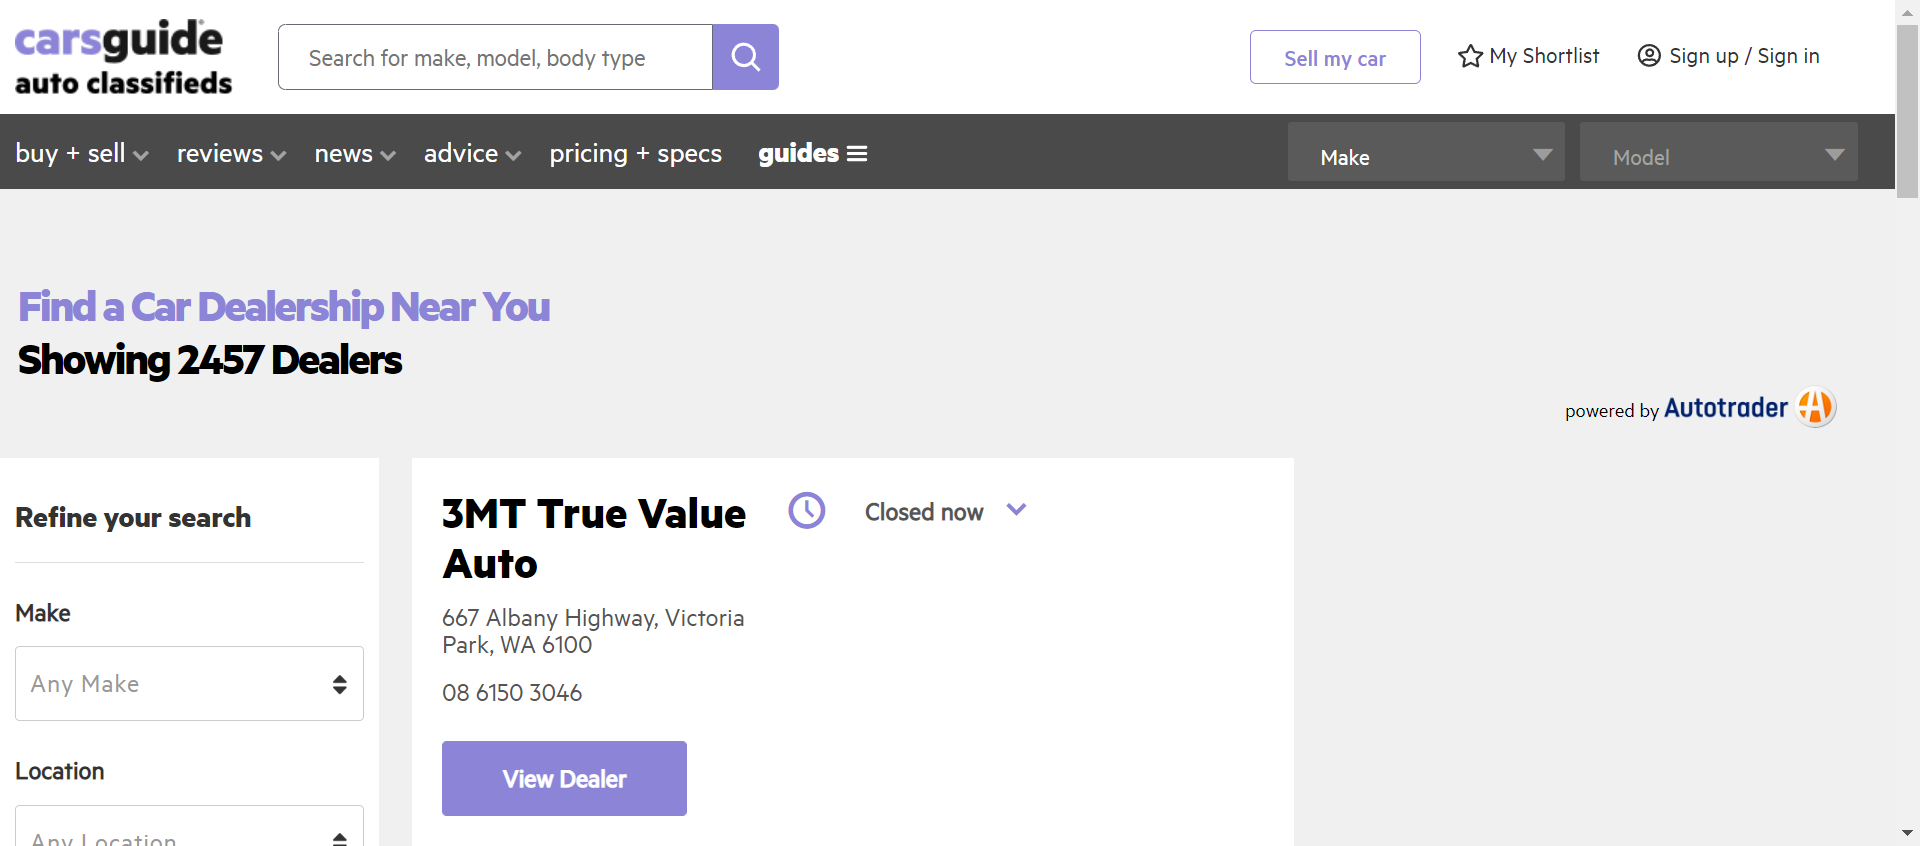 carsguide
auto classifieds
Search for make, model, body type
Sell my car
My Shortlist
Sign up / Sign in
buy + sell
reviews
news
advice
pricing + specs
guides
Make
Model
Find a Car Dealership Near You
Showing 2457 Dealers
powered by Autotrader
Refine your search
Make
Any Make
Location
Any Location
3MT True Value
Auto
Closed now
667 Albany Highway, Victoria
Park, WA 6100
08 6150 3046
View Dealer